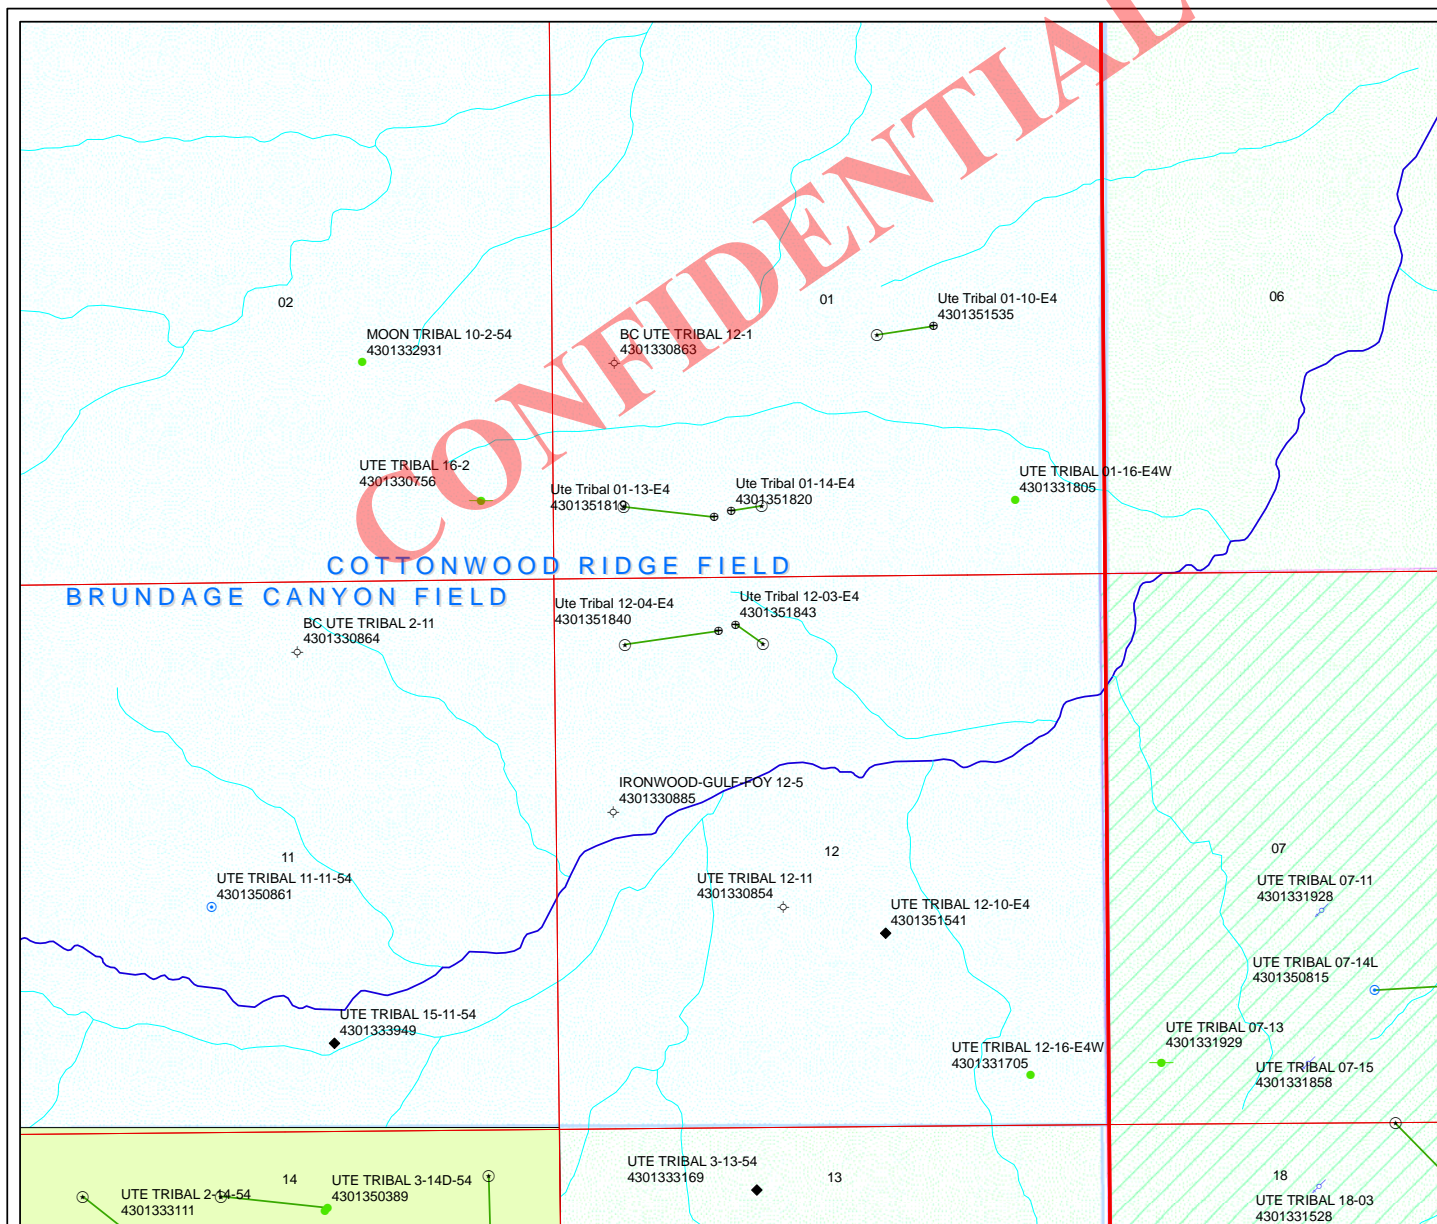 CONFIDENTIAL
02
01
06
Ute Tribal 01-10-E4
4301351535
MOON TRIBAL 10-2-54
4301332931
BC UTE TRIBAL 12-1
4301330863
UTE TRIBAL 16-2
4301330756
Ute Tribal 01-13-E4
4301351819
Ute Tribal 01-14-E4
4301351820
UTE TRIBAL 01-16-E4W
4301331805
COTTONWOOD RIDGE FIELD
BRUNDAGE CANYON FIELD
BC UTE TRIBAL 2-11
4301330864
Ute Tribal 12-04-E4
4301351840
Ute Tribal 12-03-E4
4301351843
IRONWOOD-GULF-FOY 12-5
4301330885
11
12
07
UTE TRIBAL 11-11-54
4301350861
UTE TRIBAL 12-11
4301330854
UTE TRIBAL 12-10-E4
4301351541
UTE TRIBAL 07-11
4301331928
UTE TRIBAL 07-14L
4301350815
UTE TRIBAL 15-11-54
4301333949
UTE TRIBAL 12-16-E4W
4301331705
UTE TRIBAL 07-13
4301331929
UTE TRIBAL 07-15
4301331858
14
13
18
UTE TRIBAL 2-14-54
4301333111
UTE TRIBAL 3-14D-54
4301350389
UTE TRIBAL 3-13-54
4301333169
UTE TRIBAL 18-03
4301331528